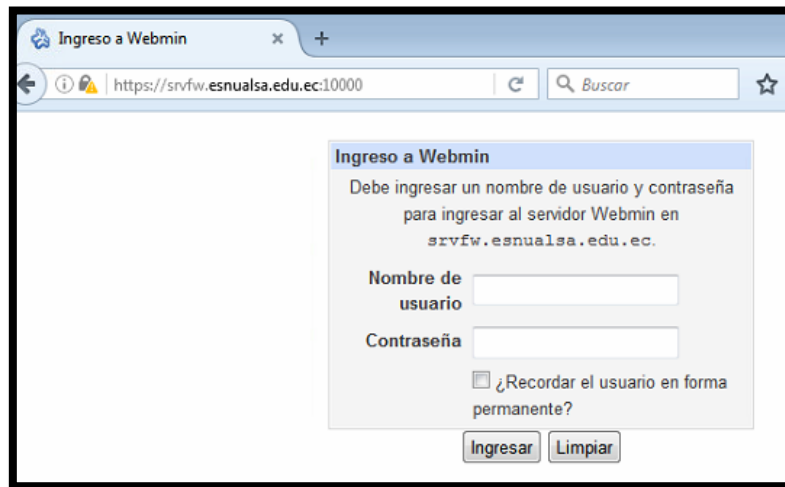 Ingreso a Webmin
https://srvfw.esnualsa.edu.ec:10000
Buscar
Ingreso a Webmin
Debe ingresar un nombre de usuario y contraseña
para ingresar al servidor Webmin en
srvfw.esnualsa.edu.ec.
Nombre de
usuario
Contraseña
¿Recordar el usuario en forma
permanente?
Ingresar Limpiar